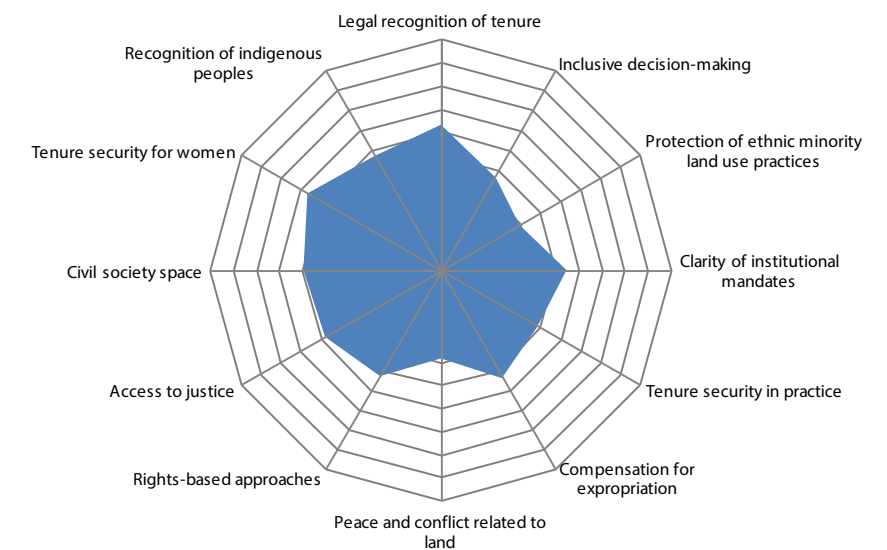 Legal recognition of tenure
Inclusive decision-making
Protection of ethnic minority
land use practices
Clarity of institutional
mandates
Tenure security in practice
Compensation for
expropriation
Peace and conflict related to
land
Rights-based approaches
Access to justice
Civil society space
Tenure security for women
Recognition of indigenous
peoples